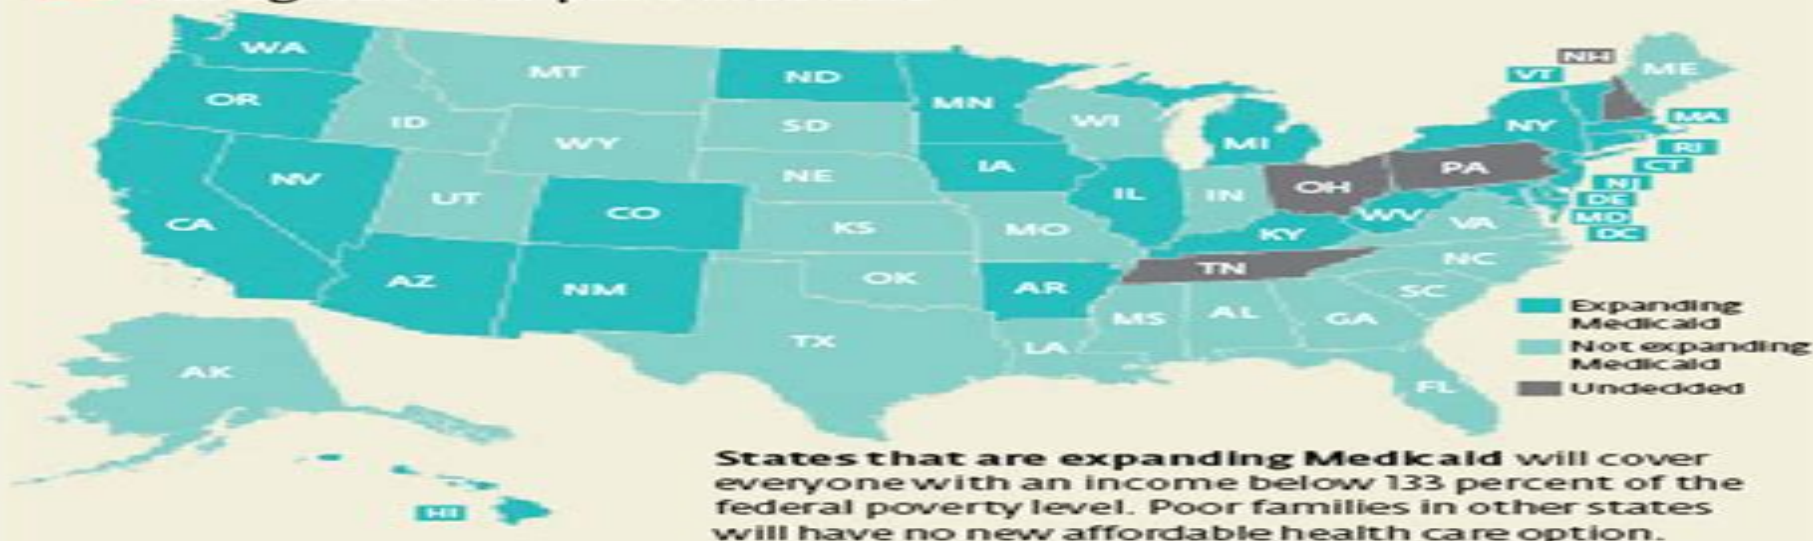 WA
MT
ND
MN
OR
ID
WY
SD
WI
MI
NY
VT
NH
ME
MA
RI
CT
NJ
DE
MD
DC
PA
OH
IN
IL
IA
NE
NV
UT
CO
CA
KS
MO
KY
WV
VA
NC
TN
SC
AZ
NM
OK
AR
TX
LA
MS
AL
GA
FL
AK
HI
Expanding
Medicaid
Not expanding
Medicaid
Undecided
States that are expanding Medicaid will cover
everyone with an income below 133 percent of the
federal poverty level. Poor families in other states
will have no new affordable health care option.